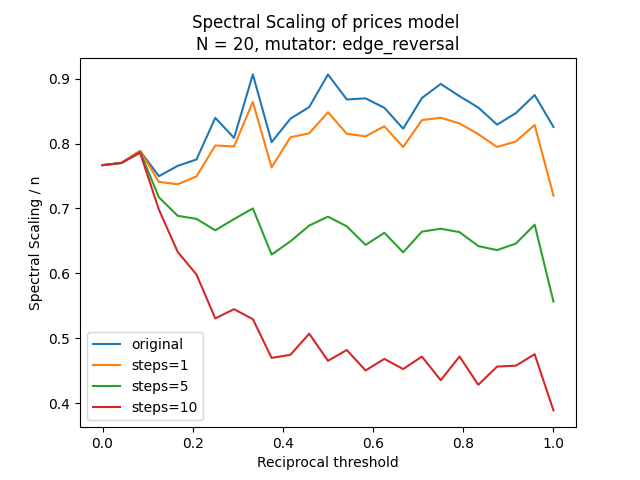 Spectral Scaling of prices model
N = 20, mutator: edge_reversal
Spectral Scaling / n
0.9
0.8
0.7
0.6
0.5
0.4
original
steps=1
steps=5
steps=10
0.0 0.2 0.4 0.6 0.8 1.0
Reciprocal threshold